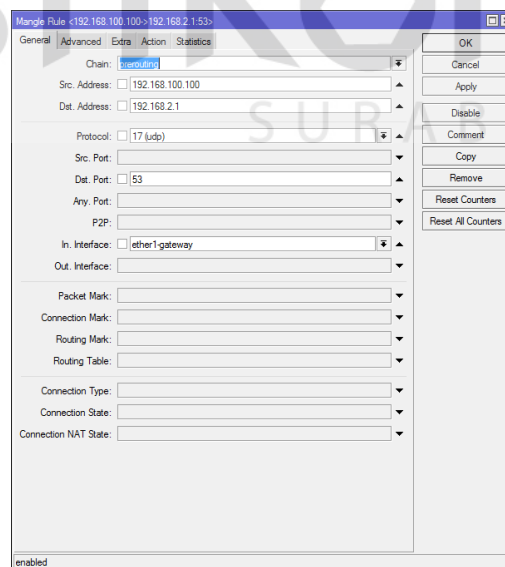 Mangle Rule <192.168.100.100->192.168.2.1:53>
General Advanced Extra Action Statistics
Chain: prerouting
Src. Address: 192.168.100.100
Dst. Address: 192.168.2.1
Protocol: 17 (udp)
Src. Port:
Dst. Port: 53
Any. Port:
P2P:
In. Interface: ether1-gateway
Out. Interface:
Packet Mark:
Connection Mark:
Routing Mark:
Routing Table:
Connection Type:
Connection State:
Connection NAT State:
OK
Cancel
Apply
Disable
Comment
Copy
Remove
Reset Counters
Reset All Counters
enabled
SURAB